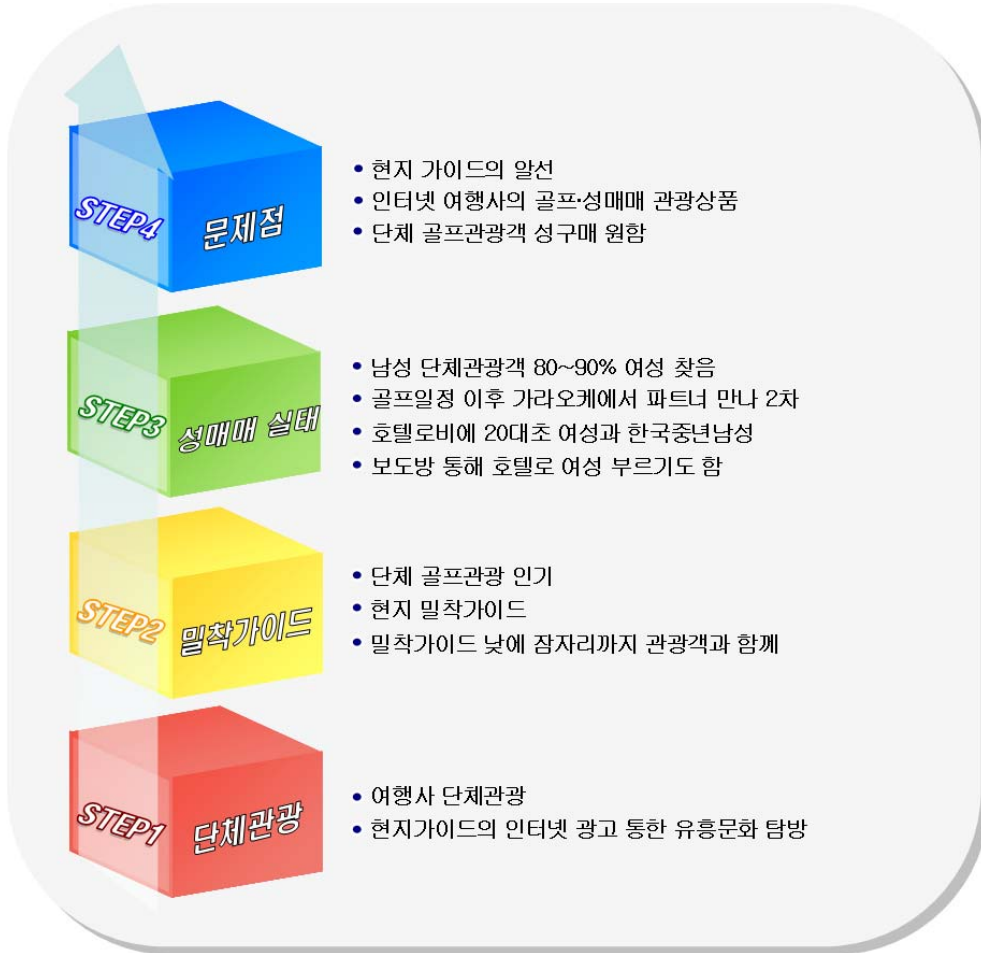 STEP4
문제점
• 현지 가이드의 알선
• 인터넷 여행사의 골프·성매매 관광상품
• 단체 골프관광객 성구매 원함
STEP3
성매매 실태
• 남성 단체관광객 80~90% 여성 찾음
• 골프일정 이후 가라오케에서 파트너 만나 2차
• 호텔로비에 20대초 여성과 한국중년남성
• 보도방 통해 호텔로 여성 부르기도 함
STEP2
밀착가이드
• 단체 골프관광 인기
• 현지 밀착가이드
• 밀착가이드 낮에 잠자리까지 관광객과 함께
STEP1
단체관광
• 여행사 단체관광
• 현지가이드의 인터넷 광고 통한 유흥문화 탐방